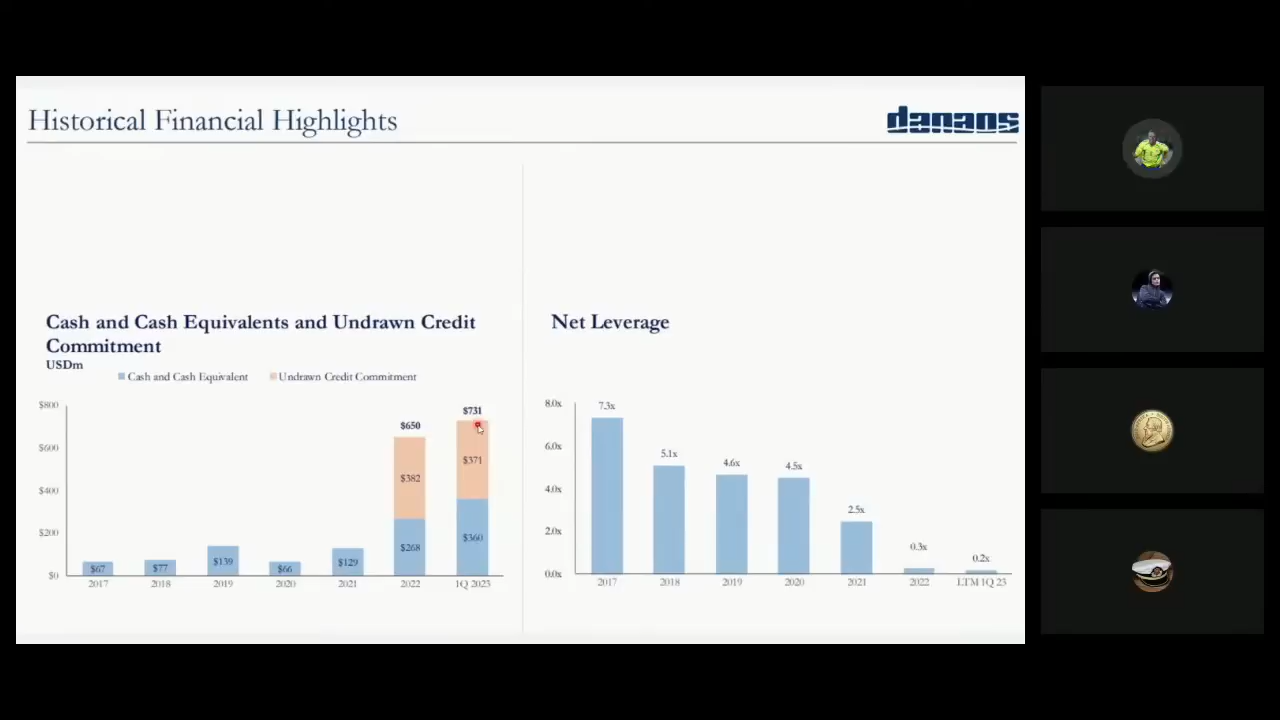 Historical Financial Highlights
danaos
Cash and Cash Equivalents and Undrawn Credit
Commitment
USDm
Cash and Cash Equivalent
Undrawn Credit Commitment
$800
$600
$400
$200
$0
$67
$77
$139
$66
$129
$650
$382
$268
$731
$371
$360
2017
2018
2019
2020
2021
2022
1Q 2023
Net Leverage
8.0x
6.0x
4.0x
2.0x
0.0x
7.3x
5.1x
4.6x
4.5x
2.5x
0.3x
0.2x
2017
2018
2019
2020
2021
2022
LTM 1Q 23